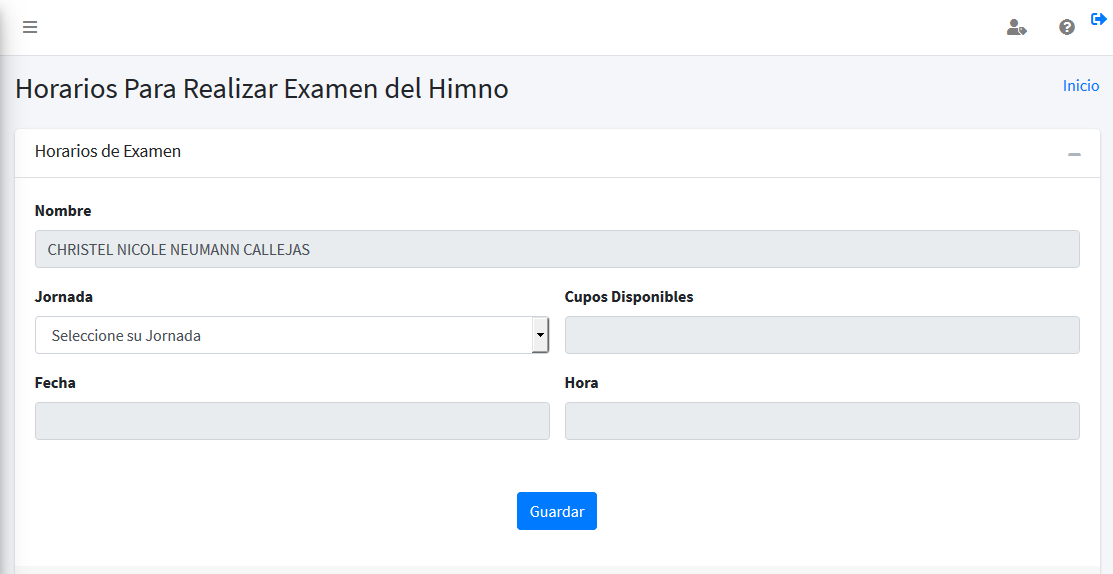 Horarios Para Realizar Examen del Himno
Inicio
Horarios de Examen
Nombre
CHRISTEL NICOLE NEUMANN CALLEJAS
Jornada
Cupos Disponibles
Seleccione su Jornada
Fecha
Hora
Guardar